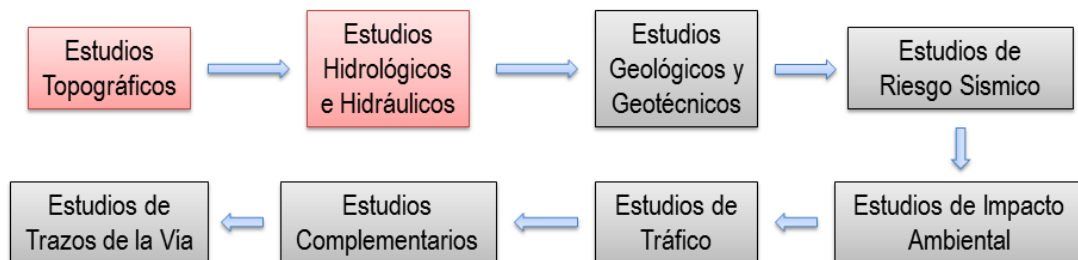 Estudios
Topográficos
Estudios
Hidrológicos
e Hidráulicos
Estudios
Geológicos y
Geotécnicos
Estudios de
Riesgo Sísmico
Estudios de Impacto
Ambiental
Estudios de
Tráfico
Estudios
Complementarios
Estudios de
Trazos de la Vía